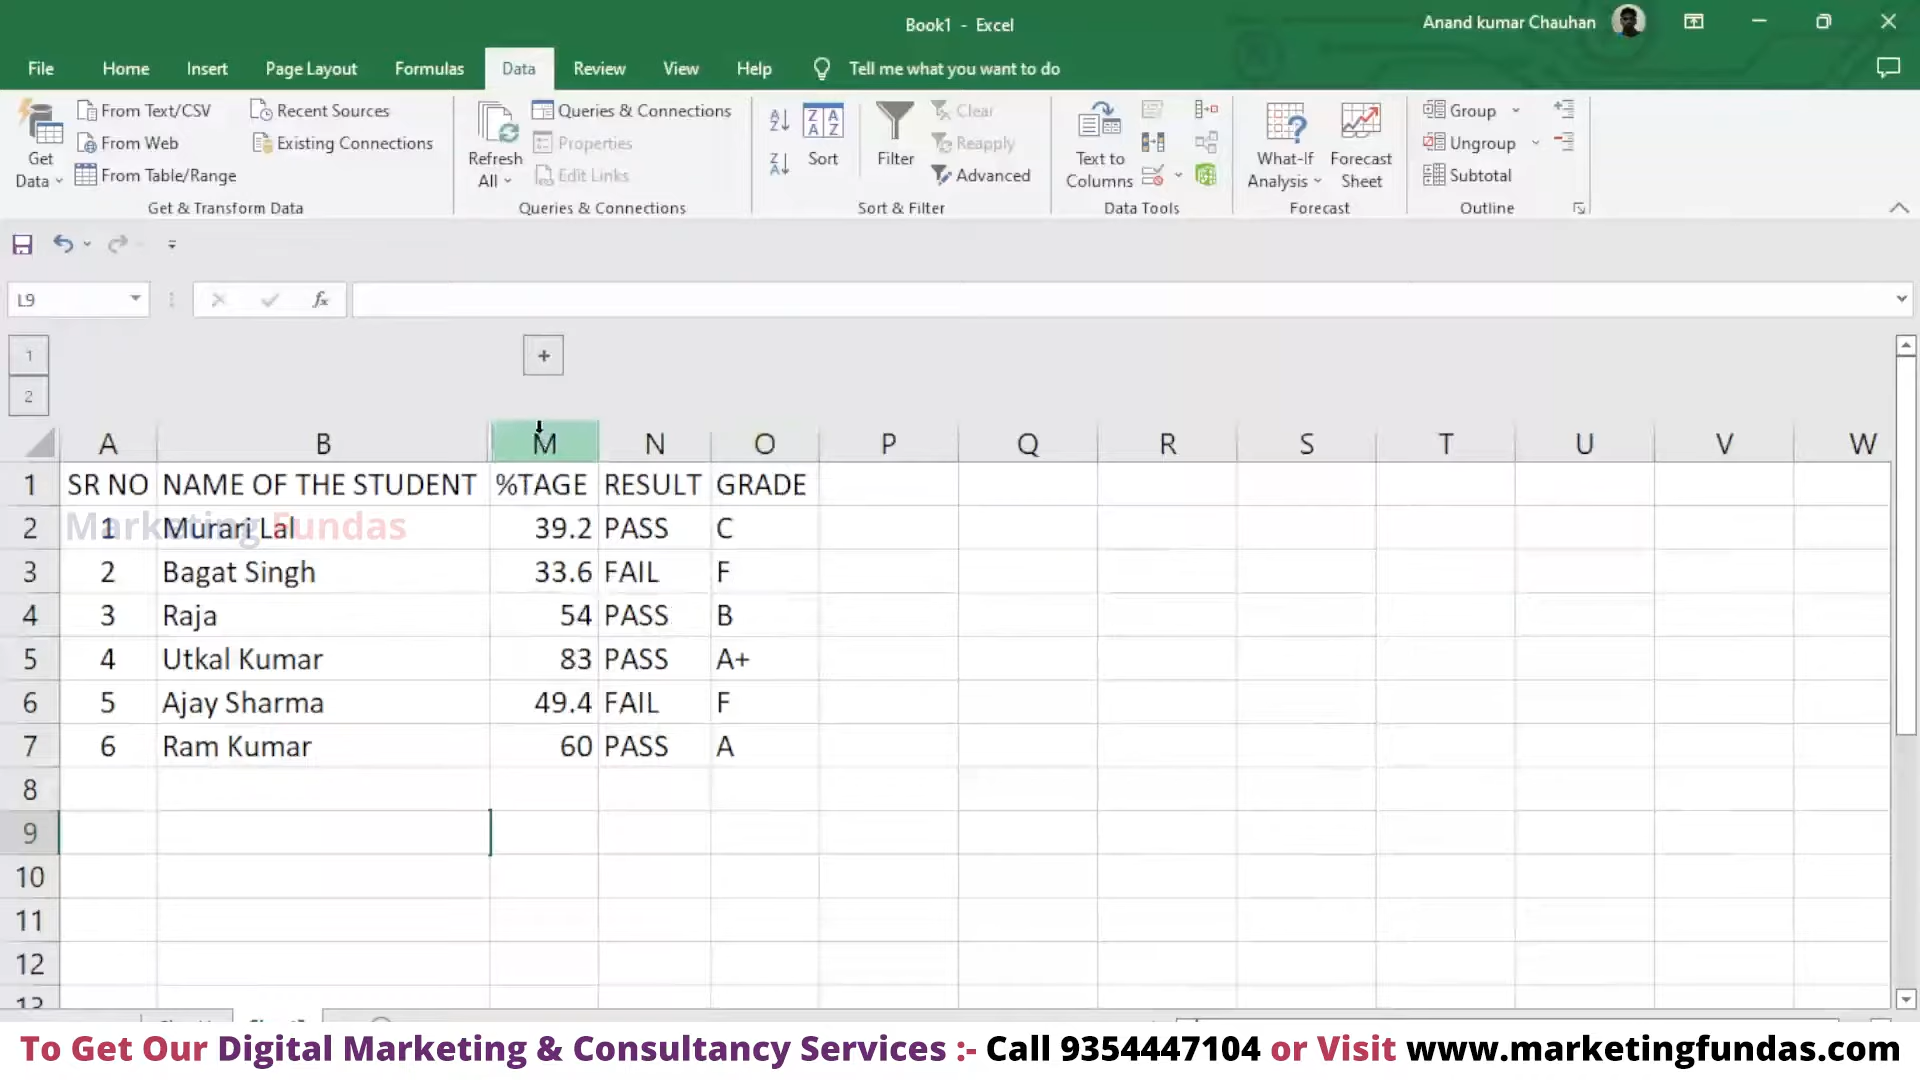 Book1 - Excel
Anand kumar Chauhan
File Home Insert Page Layout Formulas Data Review View Help Tell me what you want to do
Get Data
From Text/CSV
From Web
From Table/Range
Recent Sources
Existing Connections
Get & Transform Data
Refresh All
Queries & Connections
Properties
Edit Links
Queries & Connections
Sort
Filter
Clear
Reapply
Advanced
Sort & Filter
Text to Columns
Data Tools
What-If Analysis
Forecast Sheet
Forecast
Group
Ungroup
Subtotal
Outline
L9
fx
1
2
+
A B M N O P Q R S T U V W
1 SR NO NAME OF THE STUDENT %TAGE RESULT GRADE
2 1 Murari Lal 39.2 PASS C
Marketing Fundas
3 2 Bagat Singh 33.6 FAIL F
4 3 Raja 54 PASS B
5 4 Utkal Kumar 83 PASS A+
6 5 Ajay Sharma 49.4 FAIL F
7 6 Ram Kumar 60 PASS A
8
9
10
11
12
13
To Get Our Digital Marketing & Consultancy Services :- Call 9354447104 or Visit www.marketingfundas.com